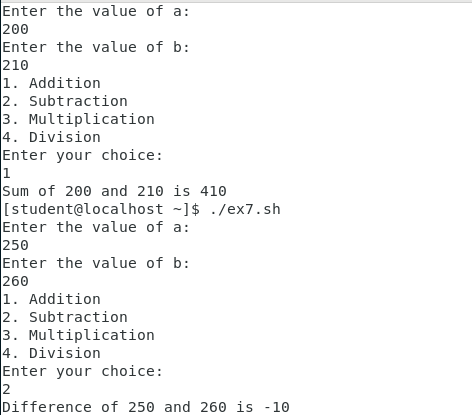 Enter the value of a:
200
Enter the value of b:
210
1. Addition
2. Subtraction
3. Multiplication
4. Division
Enter your choice:
1
Sum of 200 and 210 is 410
[student@localhost ~]$ ./ex7.sh
Enter the value of a:
250
Enter the value of b:
260
1. Addition
2. Subtraction
3. Multiplication
4. Division
Enter your choice:
2
Difference of 250 and 260 is -10